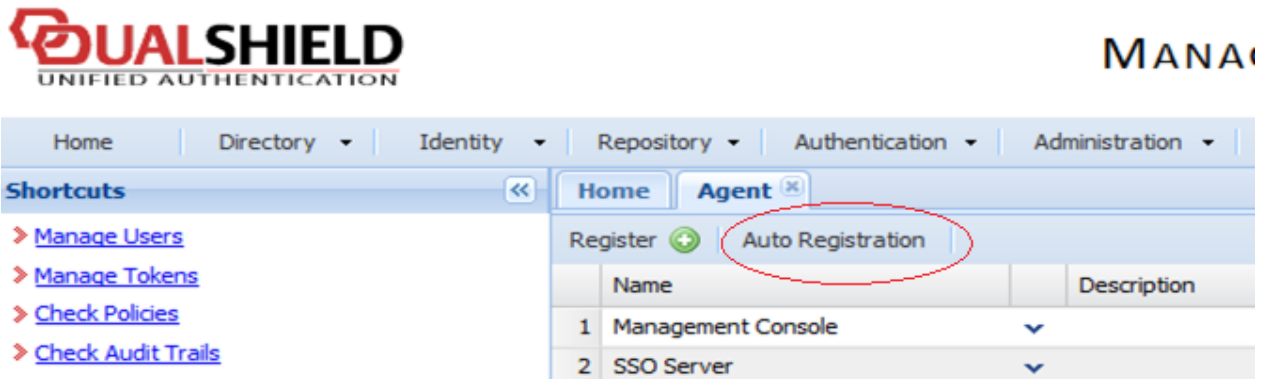 DUALSHIELD
UNIFIED AUTHENTICATION
MANAG
Home Directory Identity Repository Authentication Administration
Shortcuts
Home Agent
Manage Users
Manage Tokens
Check Policies
Check Audit Trails
Register Auto Registration
Name Description
1 Management Console
2 SSO Server